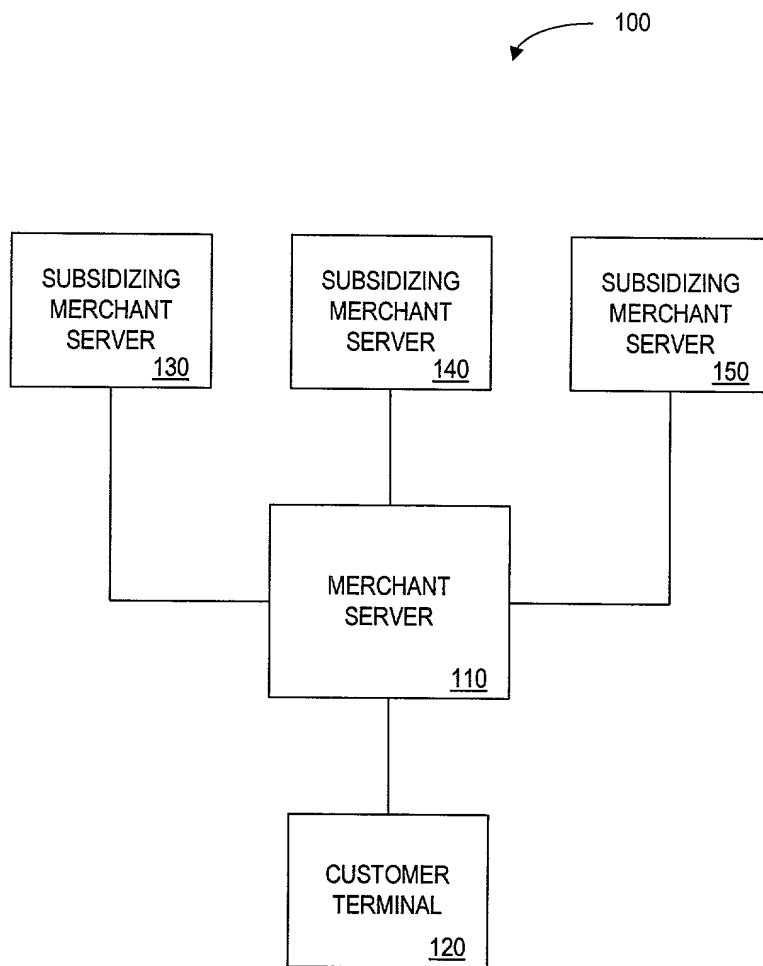 100
SUBSIDIZING
MERCHANT
SERVER
130
SUBSIDIZING
MERCHANT
SERVER
140
SUBSIDIZING
MERCHANT
SERVER
150
MERCHANT
SERVER
110
CUSTOMER
TERMINAL
120